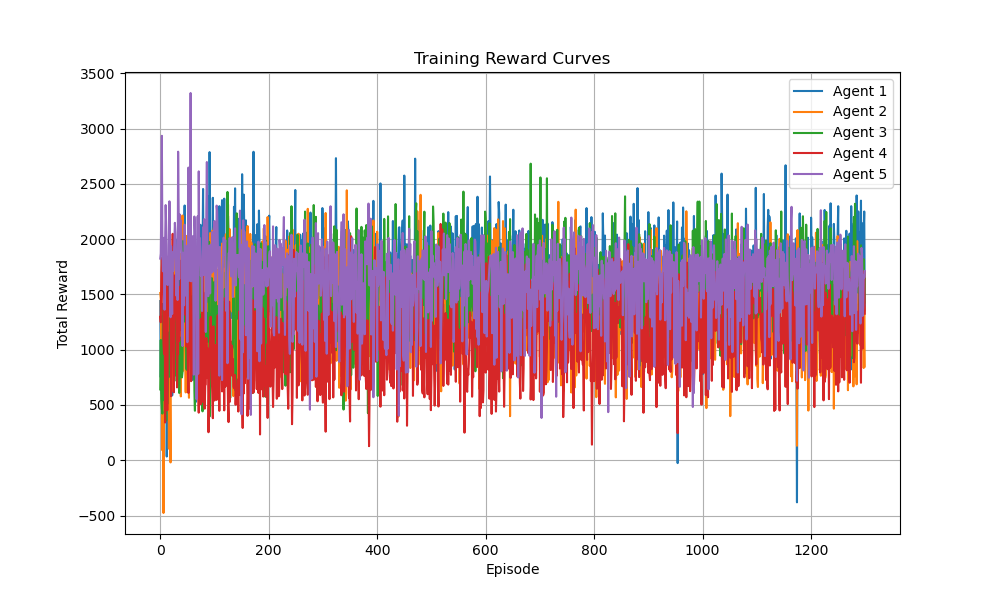 Training Reward Curves
Total Reward
3500
3000
2500
2000
1500
1000
500
0
−500
Agent 1
Agent 2
Agent 3
Agent 4
Agent 5
0 200 400 600 800 1000 1200
Episode